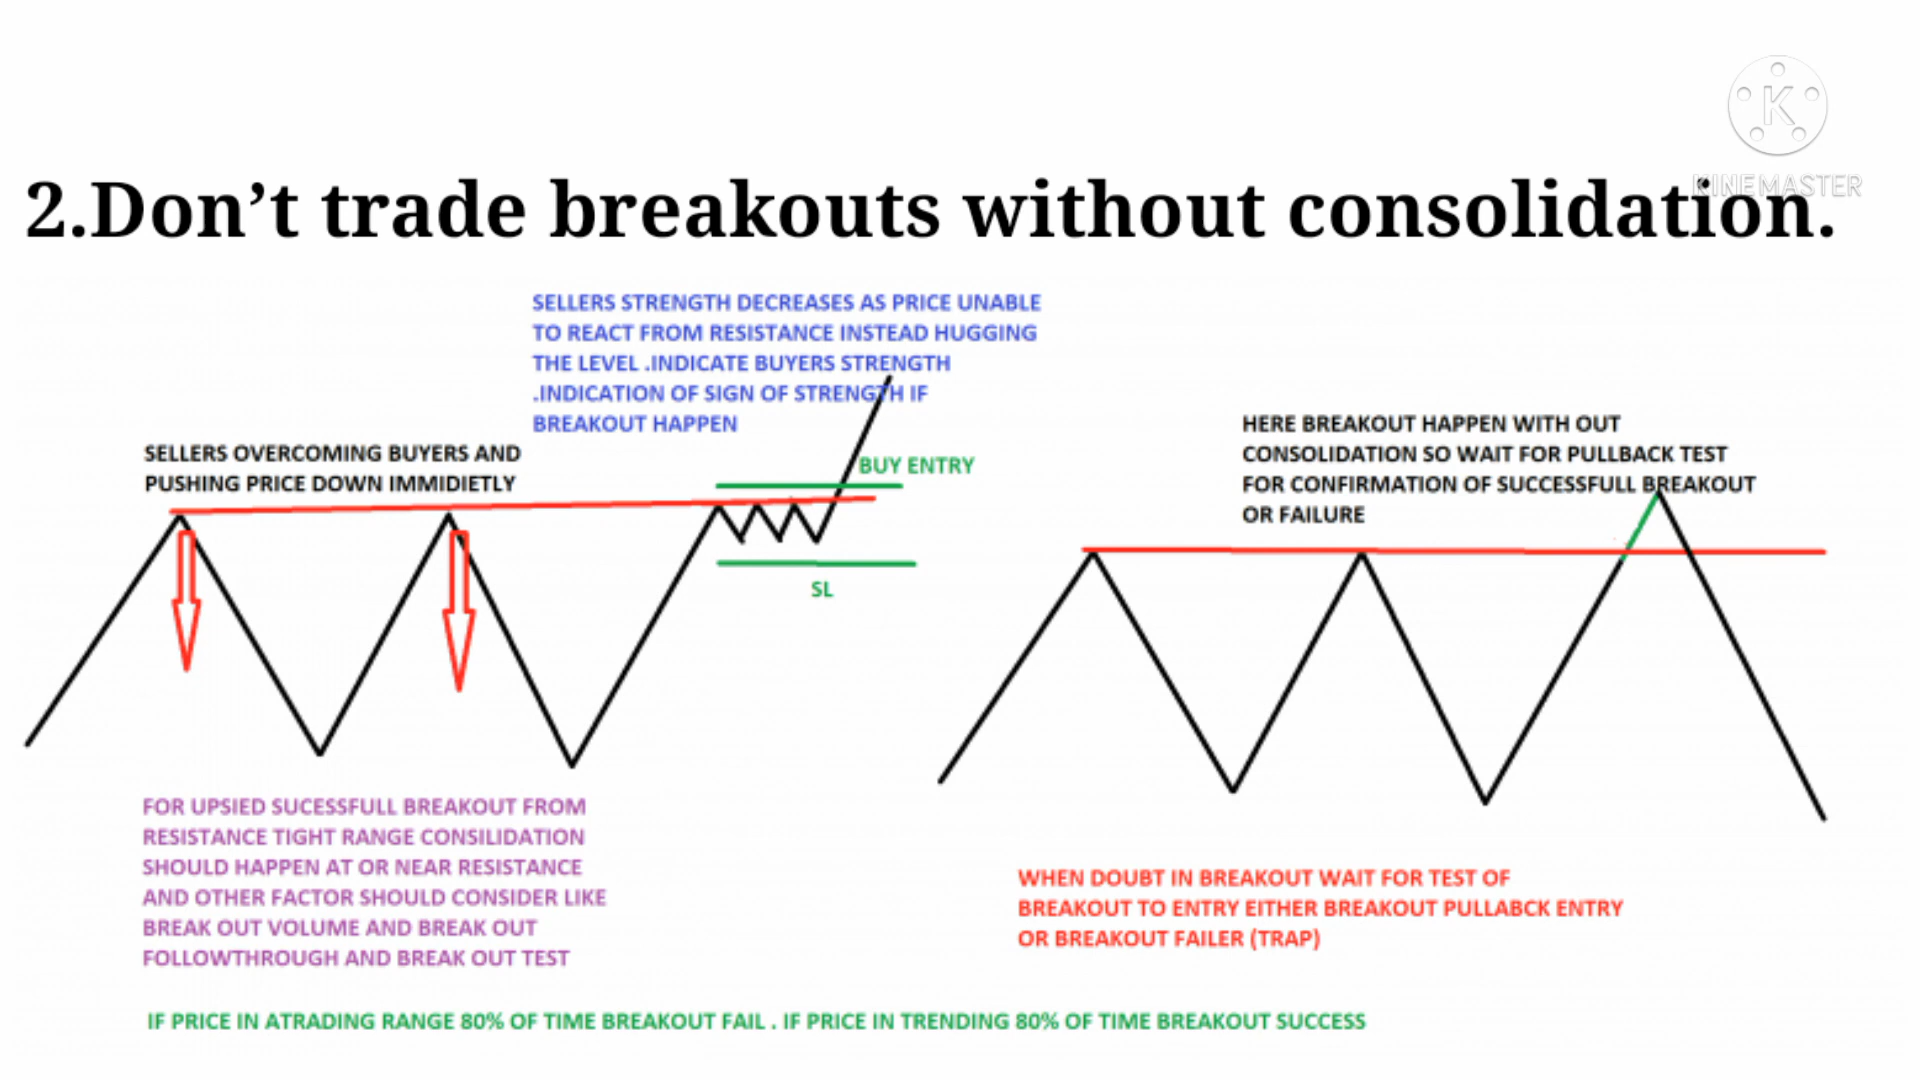 K
KINEMASTER
2.Don’t trade breakouts without consolidation.
SELLERS STRENGTH DECREASES AS PRICE UNABLE
TO REACT FROM RESISTANCE INSTEAD HUGGING
THE LEVEL .INDICATE BUYERS STRENGTH
.INDICATION OF SIGN OF STRENGTH IF
BREAKOUT HAPPEN
SELLERS OVERCOMING BUYERS AND
PUSHING PRICE DOWN IMMIDIETLY
BUY ENTRY
SL
HERE BREAKOUT HAPPEN WITH OUT
CONSOLIDATION SO WAIT FOR PULLBACK TEST
FOR CONFIRMATION OF SUCCESSFULL BREAKOUT
OR FAILURE
FOR UPSIED SUCESSFULL BREAKOUT FROM
RESISTANCE TIGHT RANGE CONSILIDATION
SHOULD HAPPEN AT OR NEAR RESISTANCE
AND OTHER FACTOR SHOULD CONSIDER LIKE
BREAK OUT VOLUME AND BREAK OUT
FOLLOWTHROUGH AND BREAK OUT TEST
WHEN DOUBT IN BREAKOUT WAIT FOR TEST OF
BREAKOUT TO ENTRY EITHER BREAKOUT PULLABCK ENTRY
OR BREAKOUT FAILER (TRAP)
IF PRICE IN ATRADING RANGE 80% OF TIME BREAKOUT FAIL . IF PRICE IN TRENDING 80% OF TIME BREAKOUT SUCCESS